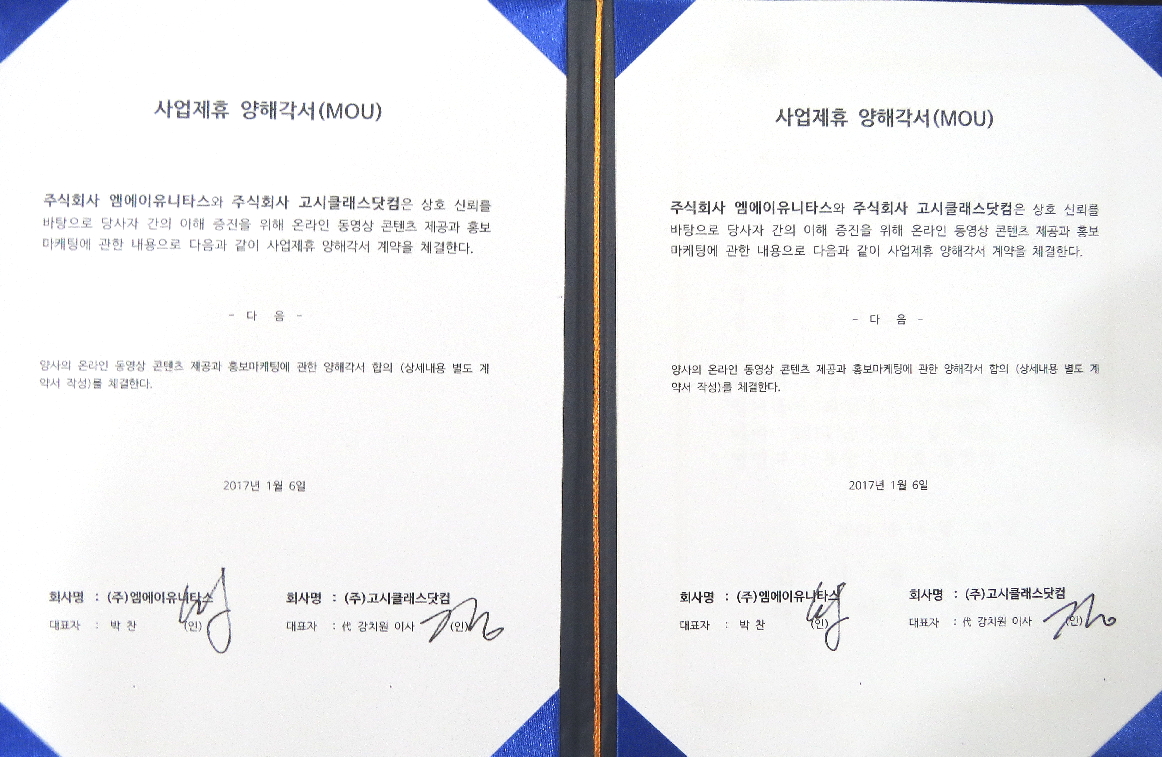 사업제휴 양해각서(MOU)
주식회사 엠에이유니타스와 주식회사 고시클래스닷컴은 상호 신뢰를
바탕으로 당사자 간의 이해 증진을 위해 온라인 동영상 콘텐츠 제공과 홍보
마케팅에 관한 내용으로 다음과 같이 사업제휴 양해각서 계약을 체결한다.
- 다 음 -
양사의 온라인 동영상 콘텐츠 제공과 홍보마케팅에 관한 양해각서 합의 (상세내용 별도 계
약서 작성)를 체결한다.
2017년 1월 6일
회사명 : (주)엠에이유니타스 회사명 : (주)고시클래스닷컴
대표자 : 박 찬 (인) 대표자 : 代 강치원 이사 (인)
사업제휴 양해각서(MOU)
주식회사 엠에이유니타스와 주식회사 고시클래스닷컴은 상호 신뢰를
바탕으로 당사자 간의 이해 증진을 위해 온라인 동영상 콘텐츠 제공과 홍보
마케팅에 관한 내용으로 다음과 같이 사업제휴 양해각서 계약을 체결한다.
- 다 음 -
양사의 온라인 동영상 콘텐츠 제공과 홍보마케팅에 관한 양해각서 합의 (상세내용 별도 계
약서 작성)를 체결한다.
2017년 1월 6일
회사명 : (주)엠에이유니타스 회사명 : (주)고시클래스닷컴
대표자 : 박 찬 (인) 대표자 : 代 강치원 이사 (인)